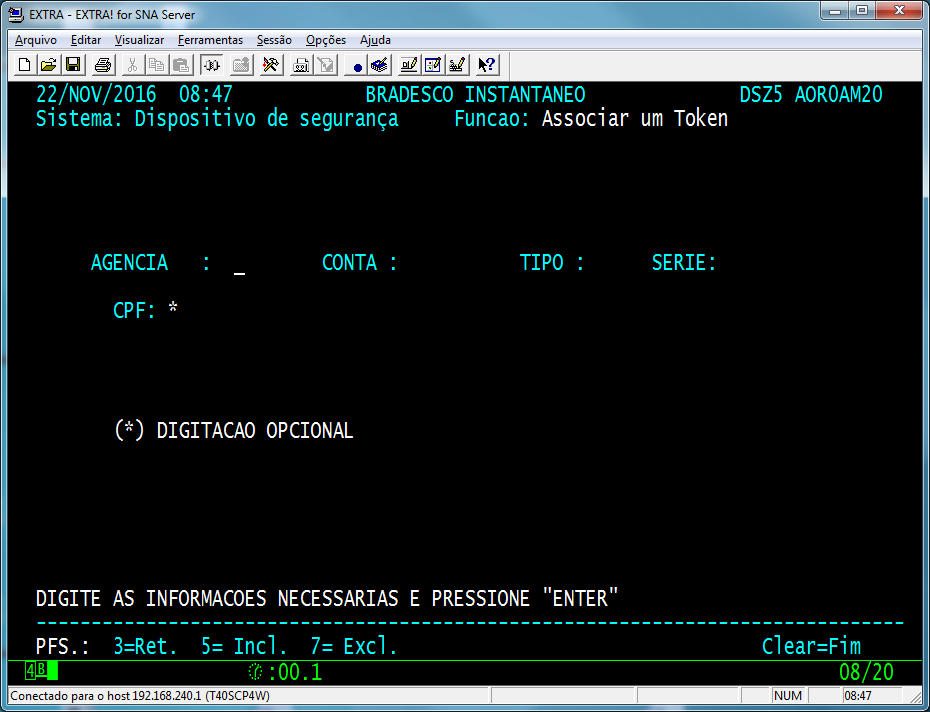 EXTRA - EXTRA! for SNA Server
Arquivo Editar Visualizar Ferramentas Sessão Opções Ajuda
22/NOV/2016 08:47 BRADESCO INSTANTANEO DSZ5 AOR0AM20
Sistema: Dispositivo de segurança Funcao: Associar um Token
AGENCIA : _ CONTA : TIPO : SERIE:
CPF: *
(*) DIGITACAO OPCIONAL
DIGITE AS INFORMACOES NECESSARIAS E PRESSIONE "ENTER"
-------------------------------------------------------------------------------
PFS.: 3=Ret. 5= Incl. 7= Excl. Clear=Fim
4B :00.1 08/20
Conectado para o host 192.168.240.1 (T40SCP4W) NUM 08:47